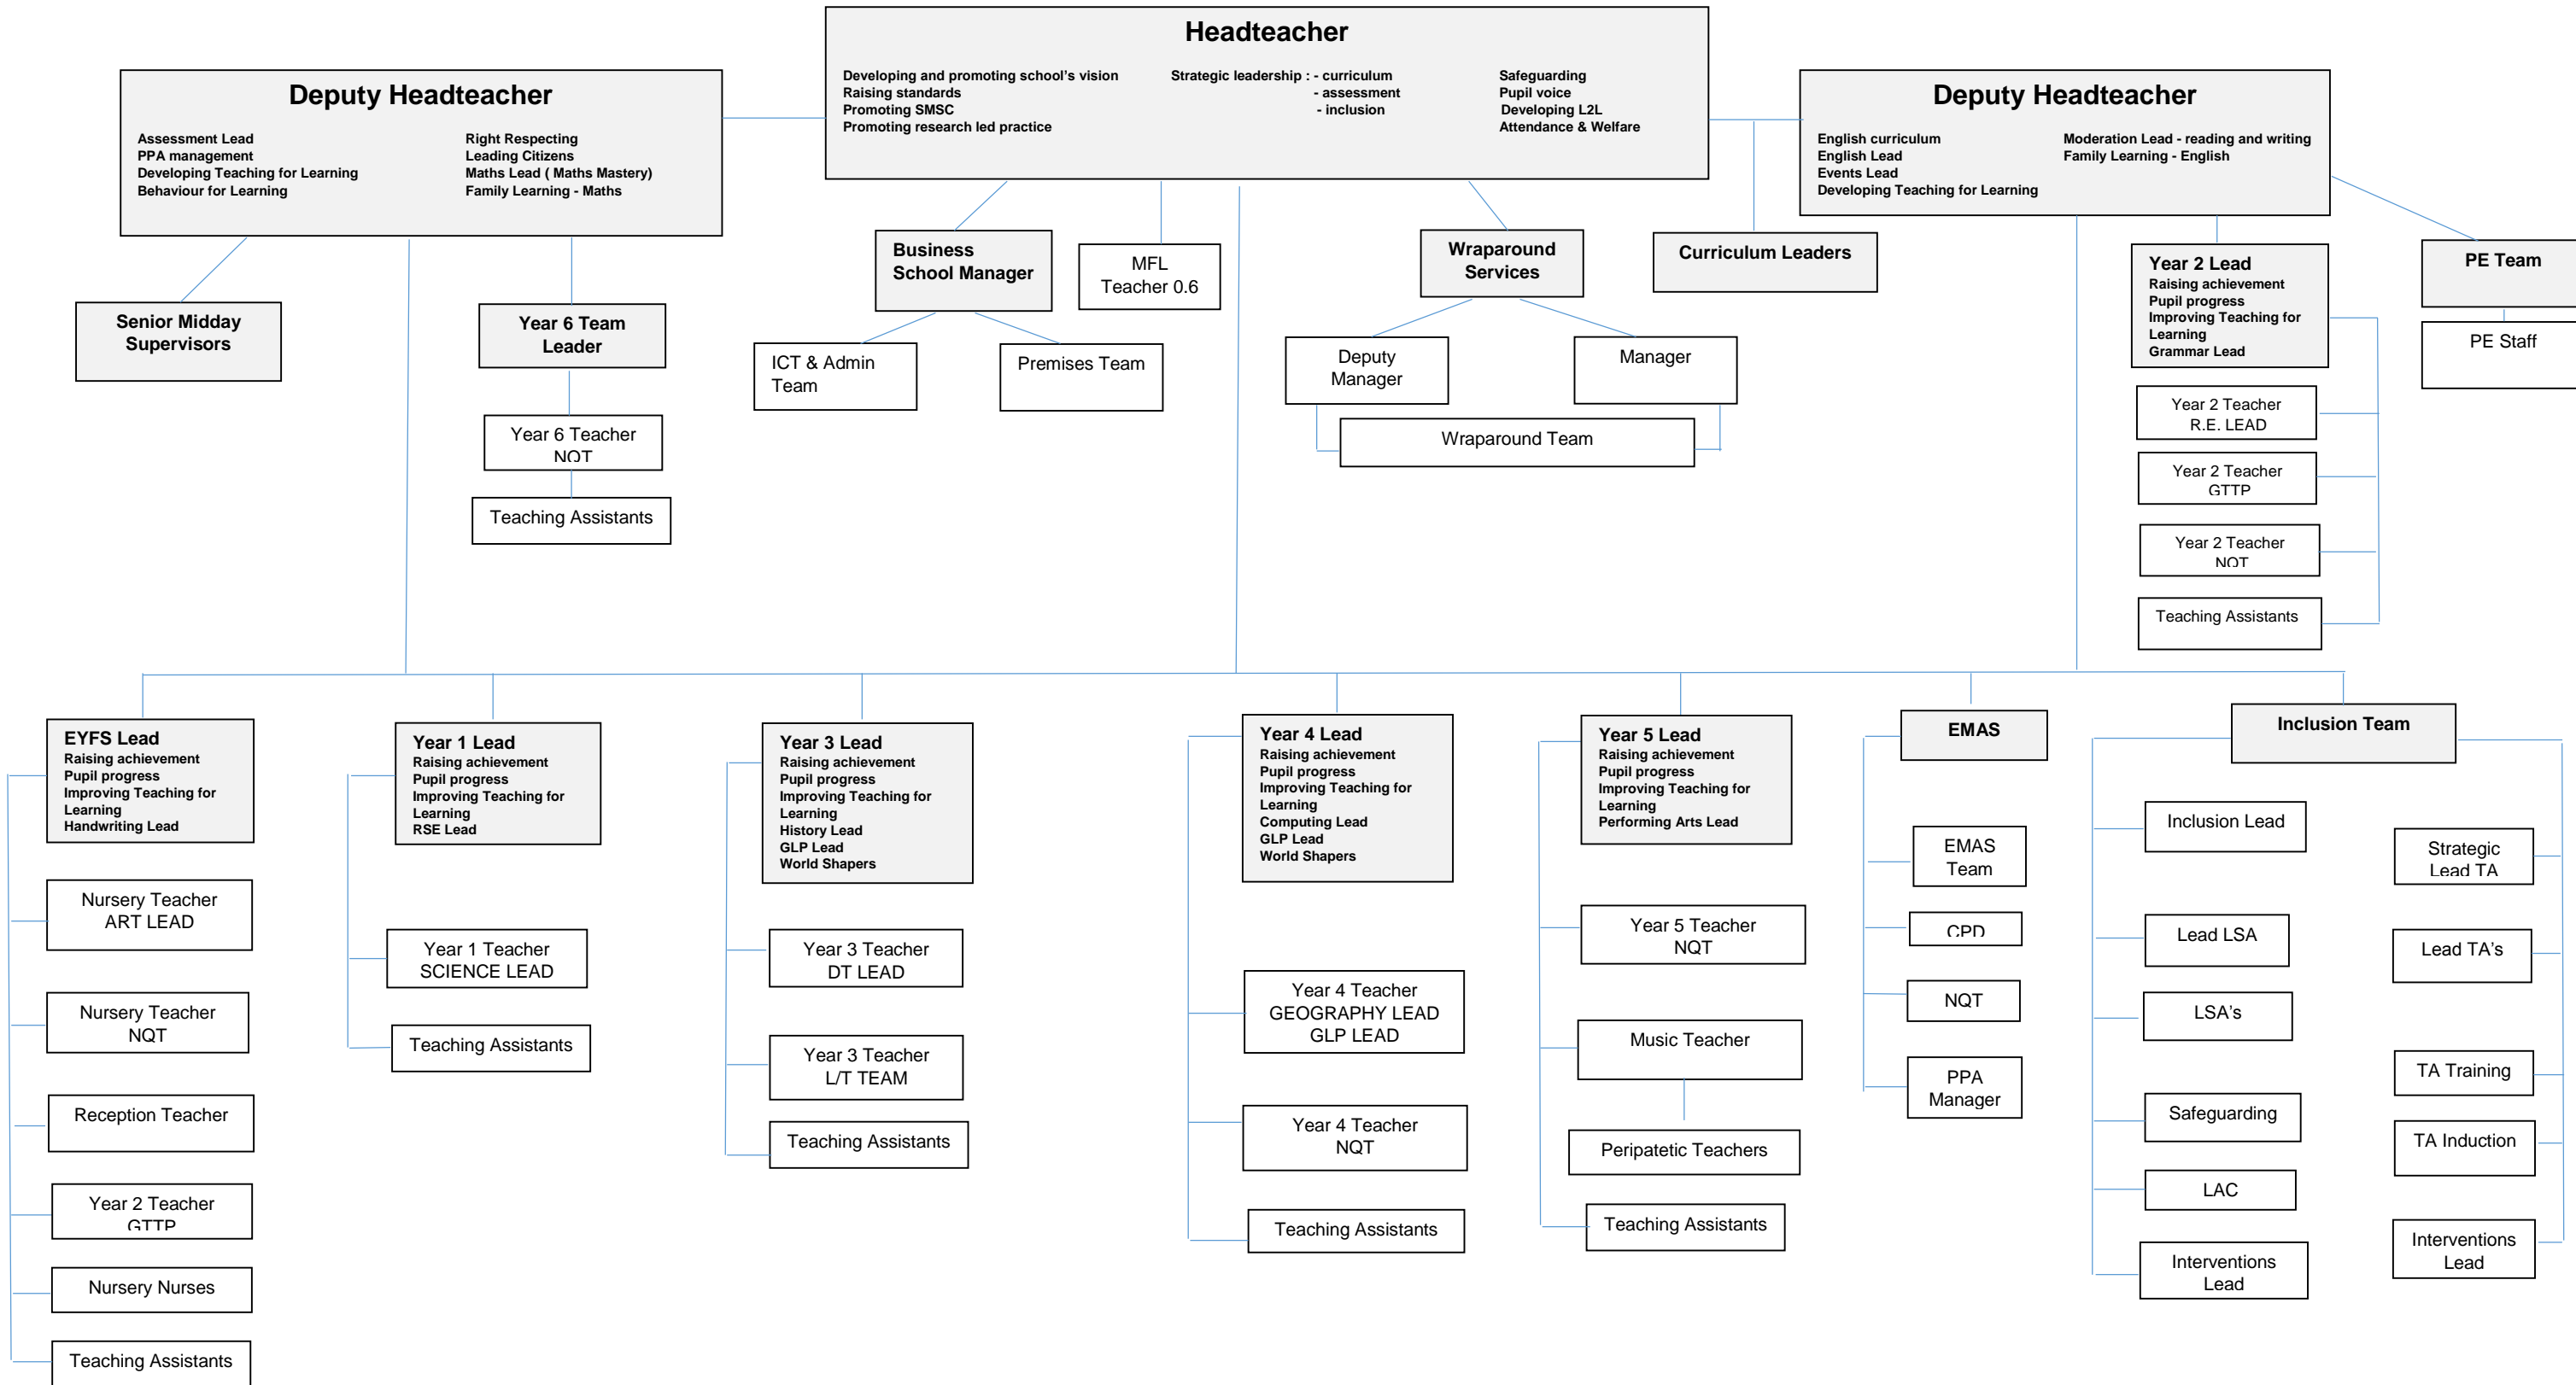 Headteacher
Developing and promoting school's vision
Raising standards
Promoting SMSC
Promoting research led practice
Strategic leadership : - curriculum
- assessment
- inclusion
Safeguarding
Pupil voice
Developing L2L
Attendance & Welfare
Deputy Headteacher
Assessment Lead
PPA management
Developing Teaching for Learning
Behaviour for Learning
Right Respecting
Leading Citizens
Maths Lead ( Maths Mastery)
Family Learning - Maths
Deputy Headteacher
English curriculum
English Lead
Events Lead
Developing Teaching for Learning
Moderation Lead - reading and writing
Family Learning - English
Senior Midday
Supervisors
Year 6 Team
Leader
Year 6 Teacher
NQT
Teaching Assistants
Business
School Manager
ICT & Admin
Team
Premises Team
MFL
Teacher 0.6
Wraparound
Services
Deputy
Manager
Manager
Wraparound Team
Curriculum Leaders
Year 2 Lead
Raising achievement
Pupil progress
Improving Teaching for
Learning
Grammar Lead
Year 2 Teacher
R.E. LEAD
Year 2 Teacher
GTTP
Year 2 Teacher
NQT
Teaching Assistants
PE Team
PE Staff
EYFS Lead
Raising achievement
Pupil progress
Improving Teaching for
Learning
Handwriting Lead
Nursery Teacher
ART LEAD
Nursery Teacher
NQT
Reception Teacher
Year 2 Teacher
GTTP
Nursery Nurses
Teaching Assistants
Year 1 Lead
Raising achievement
Pupil progress
Improving Teaching for
Learning
RSE Lead
Year 1 Teacher
SCIENCE LEAD
Teaching Assistants
Year 3 Lead
Raising achievement
Pupil progress
Improving Teaching for
Learning
History Lead
GLP Lead
World Shapers
Year 3 Teacher
DT LEAD
Year 3 Teacher
L/T TEAM
Teaching Assistants
Year 4 Lead
Raising achievement
Pupil progress
Improving Teaching for
Learning
Computing Lead
GLP Lead
World Shapers
Year 4 Teacher
GEOGRAPHY LEAD
GLP LEAD
Year 4 Teacher
NQT
Teaching Assistants
Year 5 Lead
Raising achievement
Pupil progress
Improving Teaching for
Learning
Performing Arts Lead
Year 5 Teacher
NQT
Music Teacher
Peripatetic Teachers
Teaching Assistants
EMAS
EMAS
Team
CPD
NQT
PPA
Manager
Inclusion Team
Inclusion Lead
Lead LSA
LSA's
Safeguarding
LAC
Interventions
Lead
Strategic
Lead TA
Lead TA's
TA Training
TA Induction
Interventions
Lead